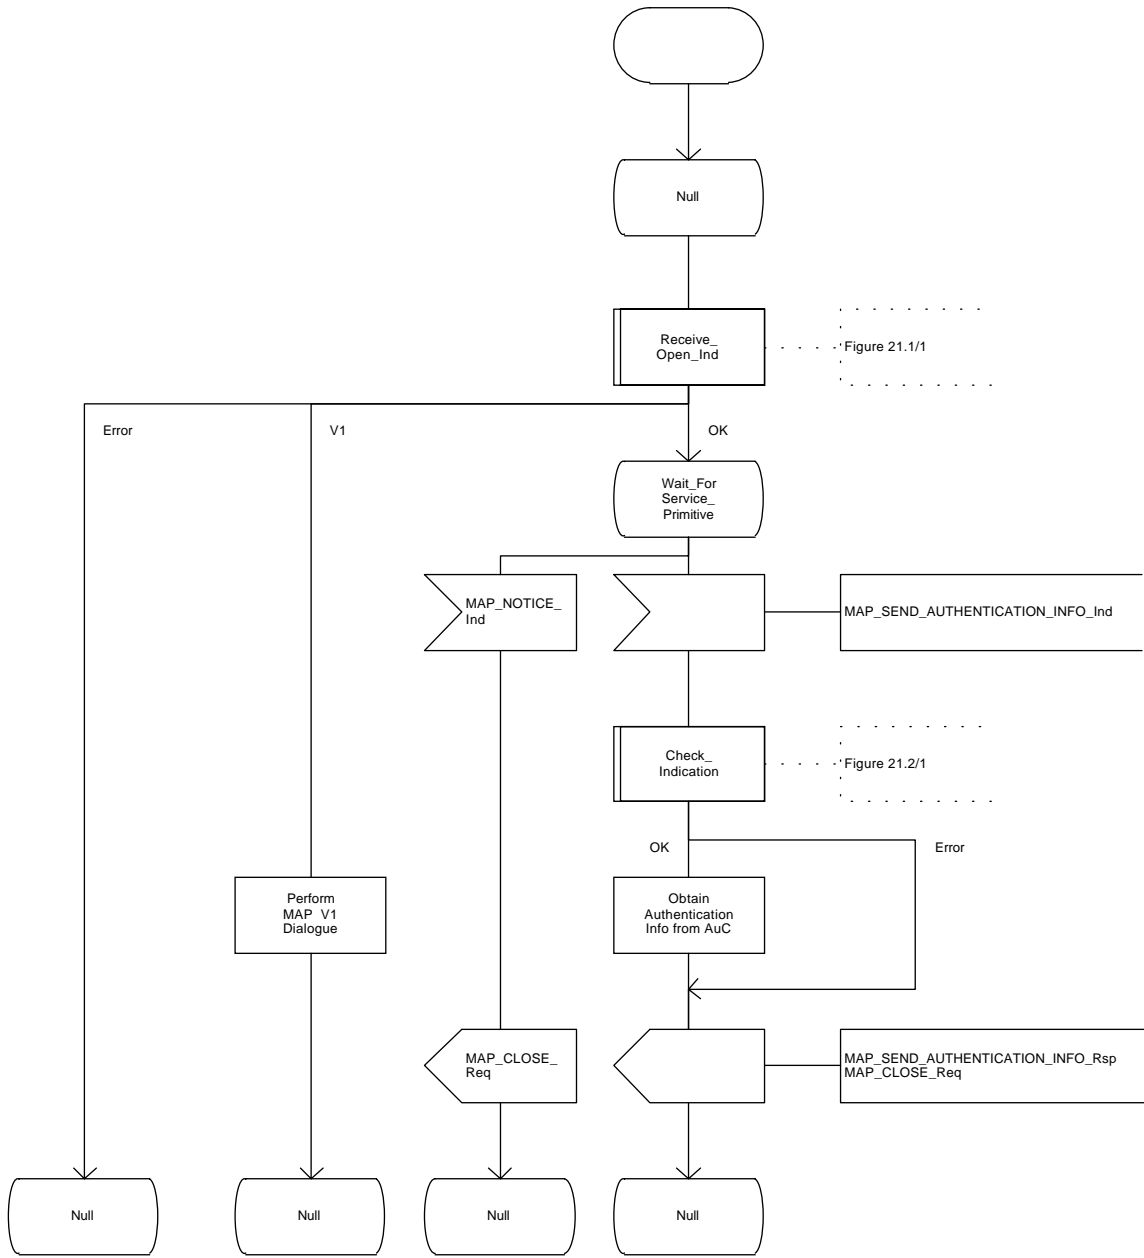 Null
Receive_
Open_Ind
Figure 21.1/1
Error
V1
OK
Wait_For
Service_
Primitive
MAP_NOTICE_
Ind
MAP_SEND_AUTHENTICATION_INFO_Ind
Check_
Indication
Figure 21.2/1
OK
Error
Perform
MAP V1
Dialogue
Obtain
Authentication
Info from AuC
MAP_CLOSE_
Req
MAP_SEND_AUTHENTICATION_INFO_Rsp
MAP_CLOSE_Req
Null
Null
Null
Null